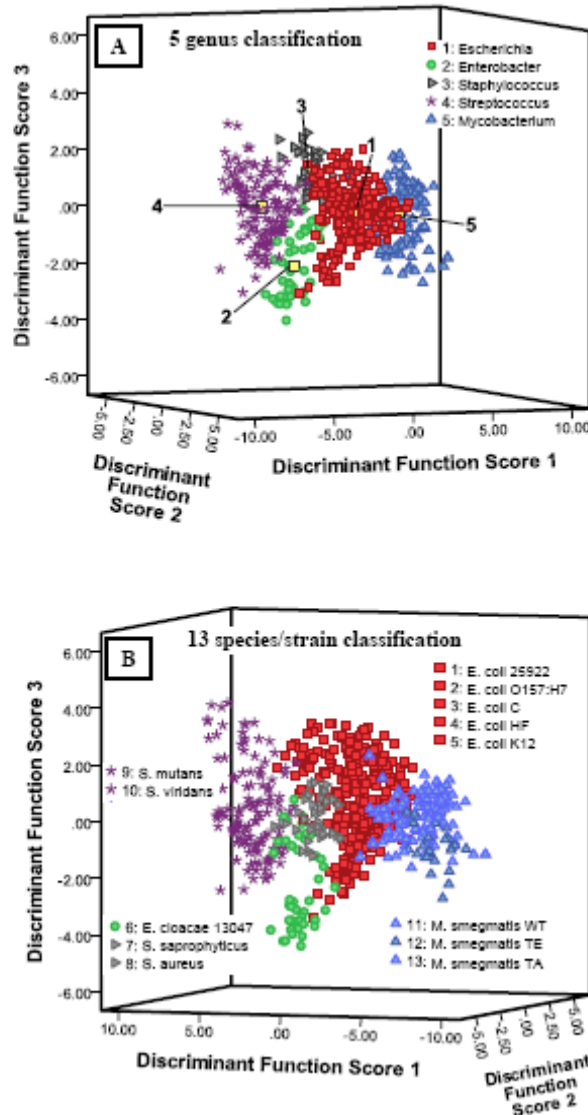 A
5 genus classification
1: Escherichia
2: Enterobacter
3: Staphylococcus
4: Streptococcus
5: Mycobacterium
6.00
4.00
2.00
.00
-2.00
-4.00
-6.00
Discriminant Function Score 3
3
1
4
5
2
-5.00
-2.50
.00
2.50
5.00
Discriminant
Function
Score 2
-10.00
-5.00
.00
5.00
10.00
Discriminant Function Score 1
B
13 species/strain classification
1: E. coli 25922
2: E. coli O157:H7
3: E. coli C
4: E. coli HF
5: E. coli K12
9: S. mutans
10: S. viridans
6: E. cloacae 13047
7: S. saprophyticus
8: S. aureus
11: M. smegmatis WT
12: M. smegmatis TE
13: M. smegmatis TA
6.00
4.00
2.00
.00
-2.00
-4.00
-6.00
Discriminant Function Score 3
10.00
5.00
.00
-5.00
-10.00
Discriminant Function Score 1
-5.00
-2.50
.00
2.50
5.00
Discriminant
Function
Score 2